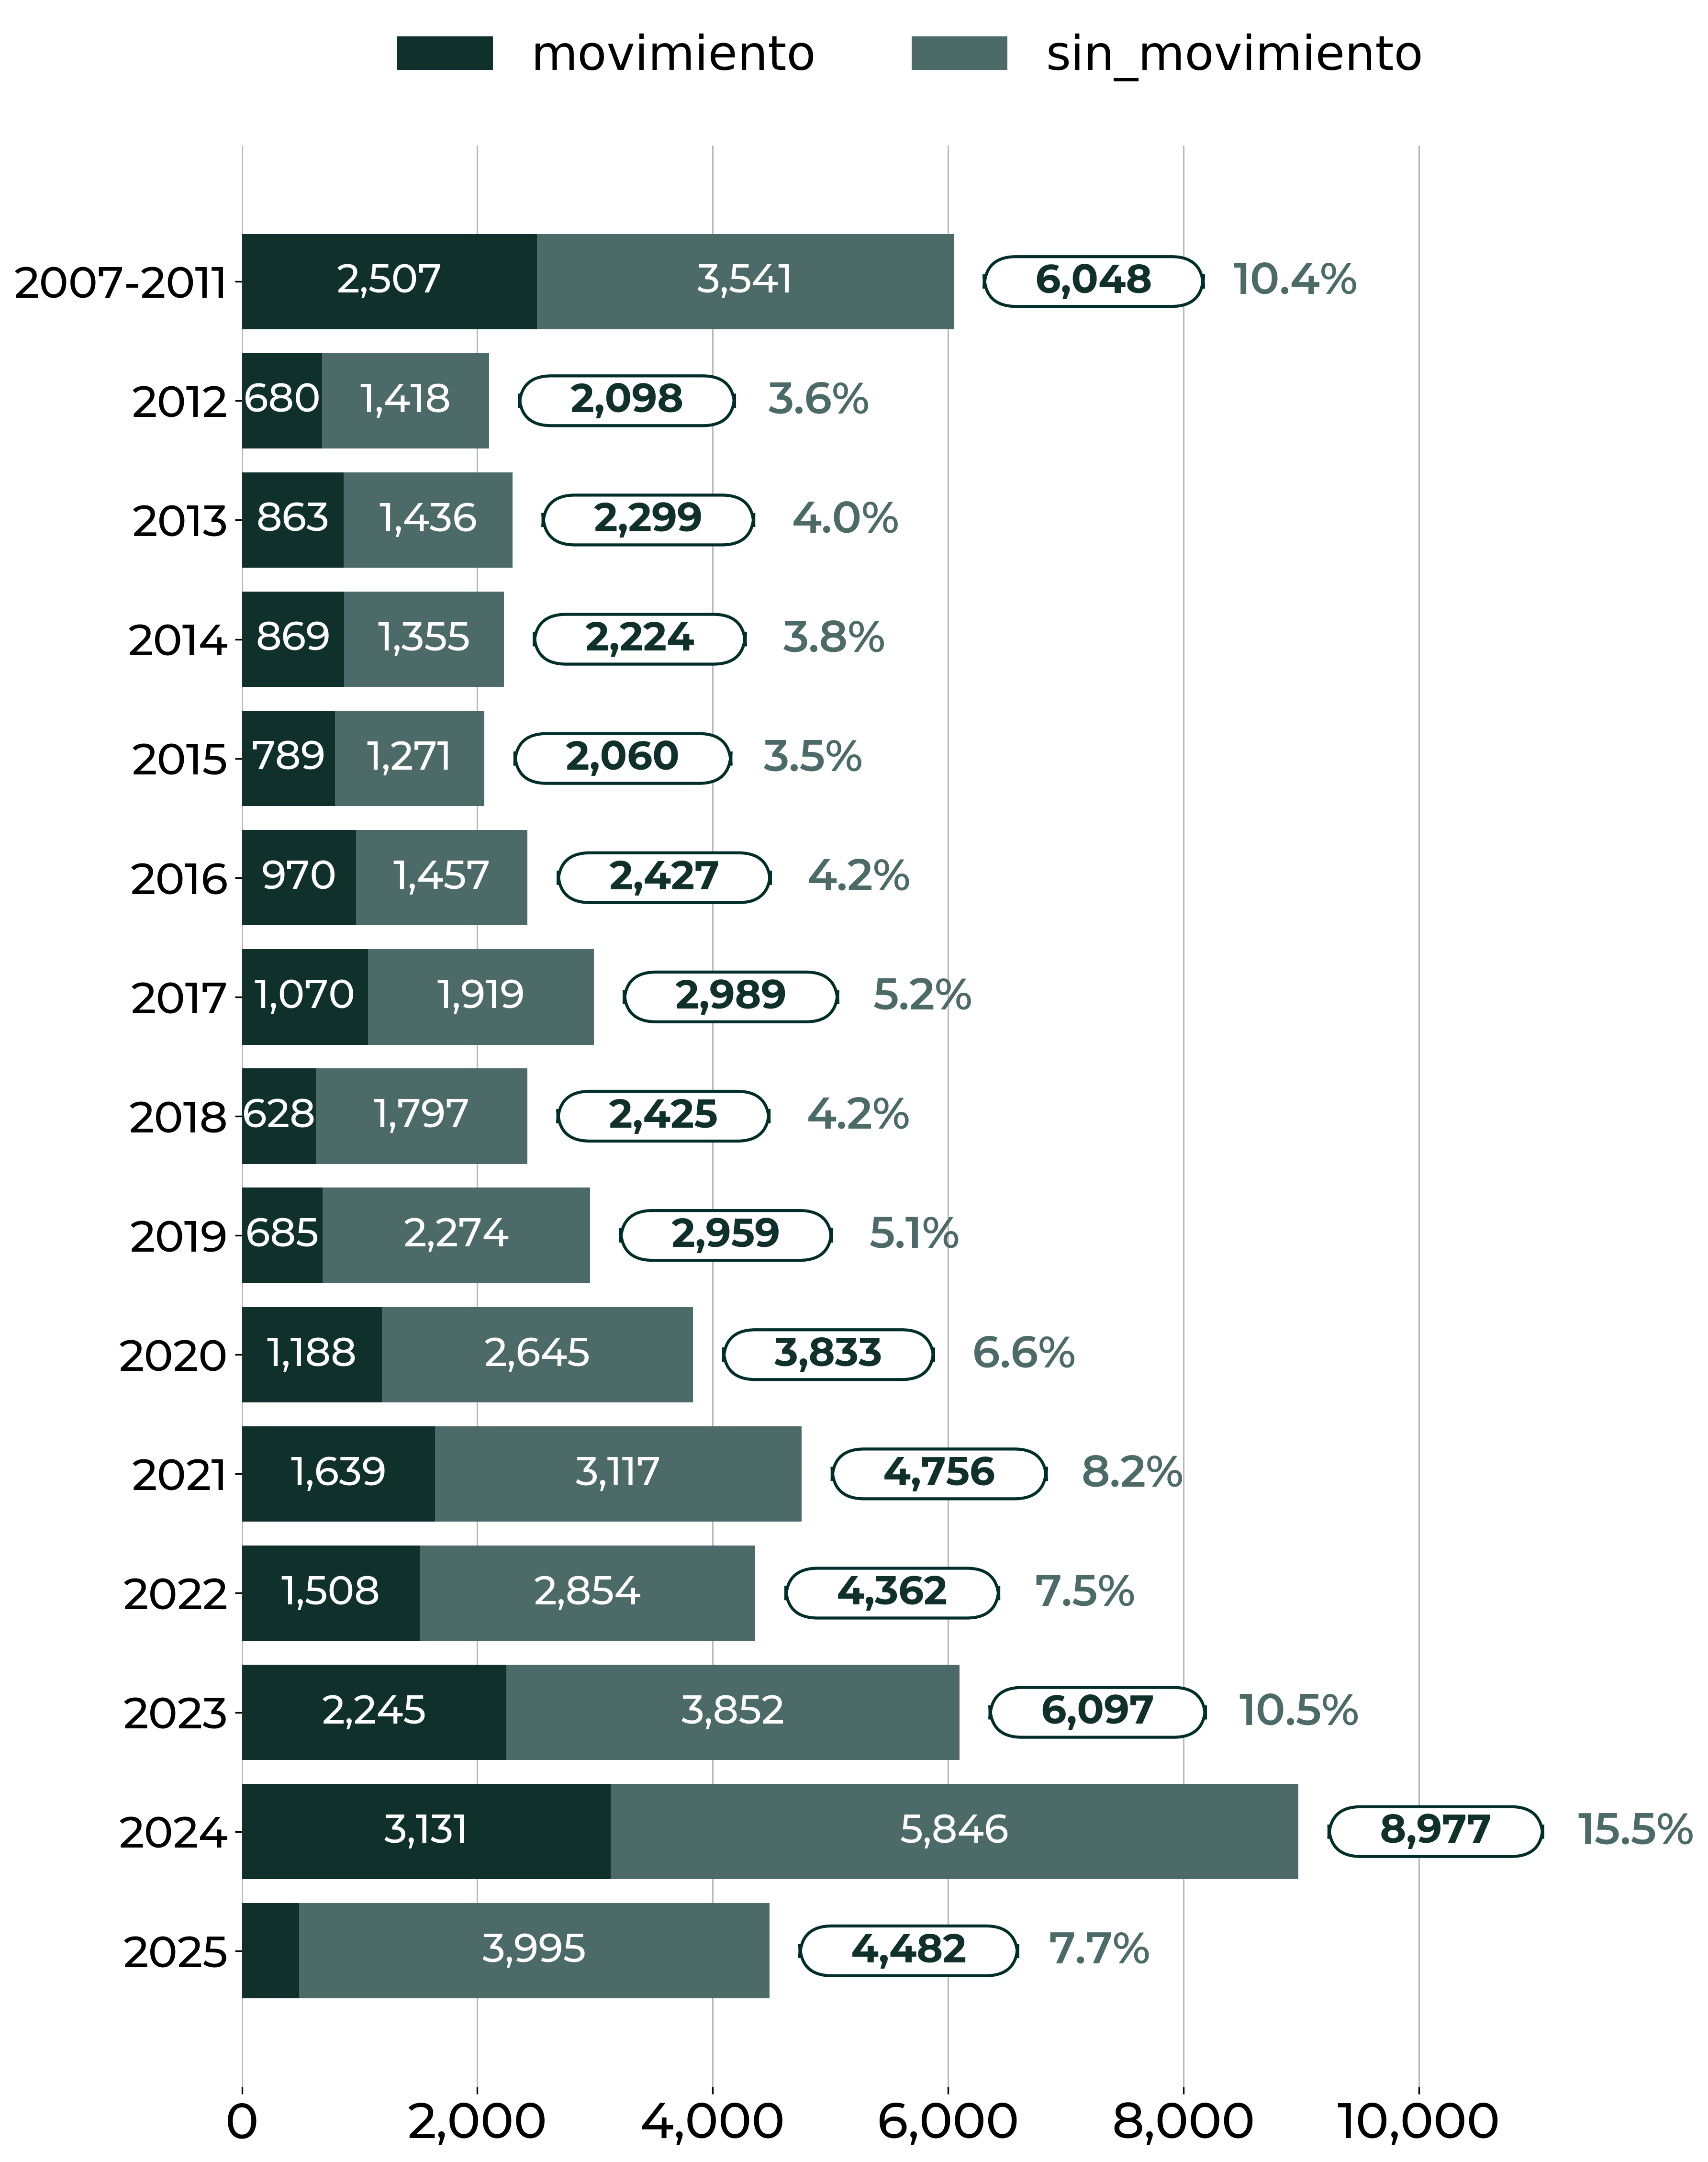 movimiento sin_movimiento
2007-2011 2,507 3,541 6,048 10.4%
2012 680 1,418 2,098 3.6%
2013 863 1,436 2,299 4.0%
2014 869 1,355 2,224 3.8%
2015 789 1,271 2,060 3.5%
2016 970 1,457 2,427 4.2%
2017 1,070 1,919 2,989 5.2%
2018 628 1,797 2,425 4.2%
2019 685 2,274 2,959 5.1%
2020 1,188 2,645 3,833 6.6%
2021 1,639 3,117 4,756 8.2%
2022 1,508 2,854 4,362 7.5%
2023 2,245 3,852 6,097 10.5%
2024 3,131 5,846 8,977 15.5%
2025 3,995 4,482 7.7%
0 2,000 4,000 6,000 8,000 10,000